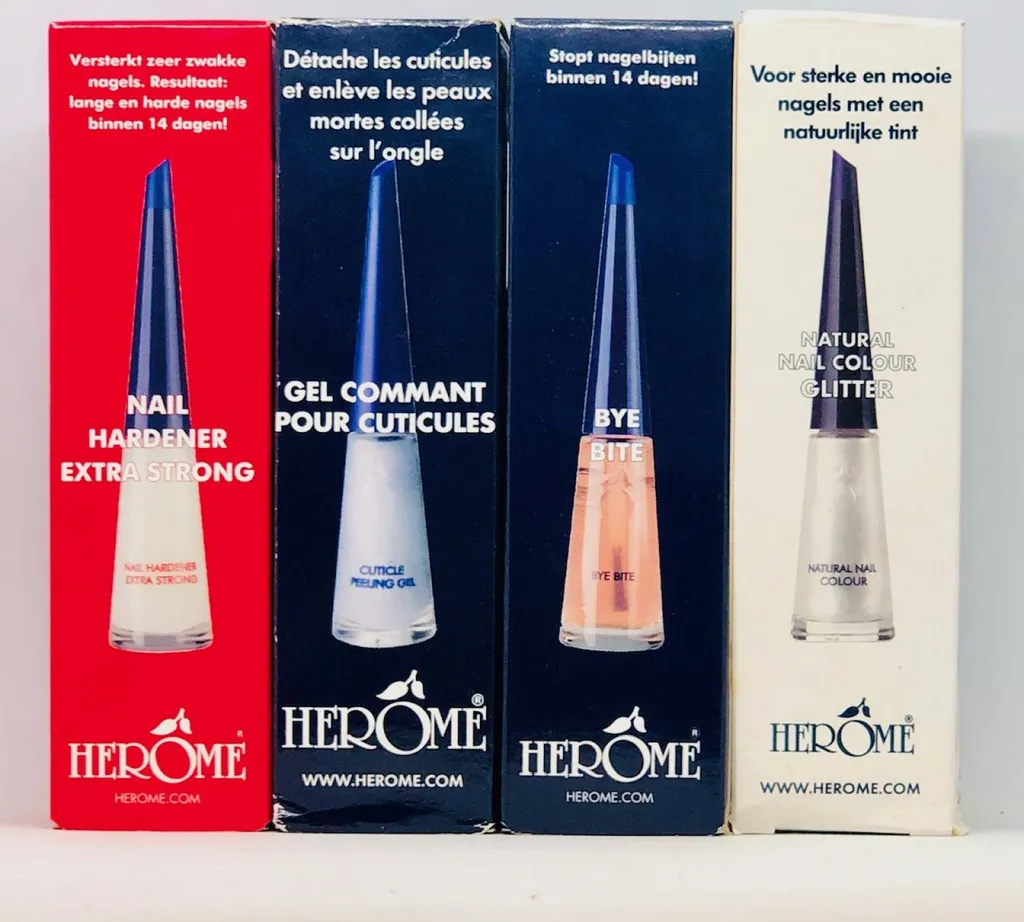 Versterkt zeer zwakke
nagels. Resultaat:
lange en harde nagels
binnen 14 dagen!
NAIL
HARDENER
EXTRA STRONG
NAIL HARDENER
EXTRA STRONG
HERÔME
HEROME.COM
Détache les cuticules
et enlève les peaux
mortes collées
sur l'ongle
GEL COMMANT
POUR CUTICULES
CUTICLE
PEELING GEL
HERÔME®
WWW.HEROME.COM
Stopt nagelbijten
binnen 14 dagen!
BYE
BITE
BYE BITE
HERÔME
HEROME.COM
Voor sterke en mooie
nagels met een
natuurlijke tint
NATURAL
NAIL COLOUR
GLITTER
NATURAL NAIL
COLOUR
HERÔME®
WWW.HEROME.COM